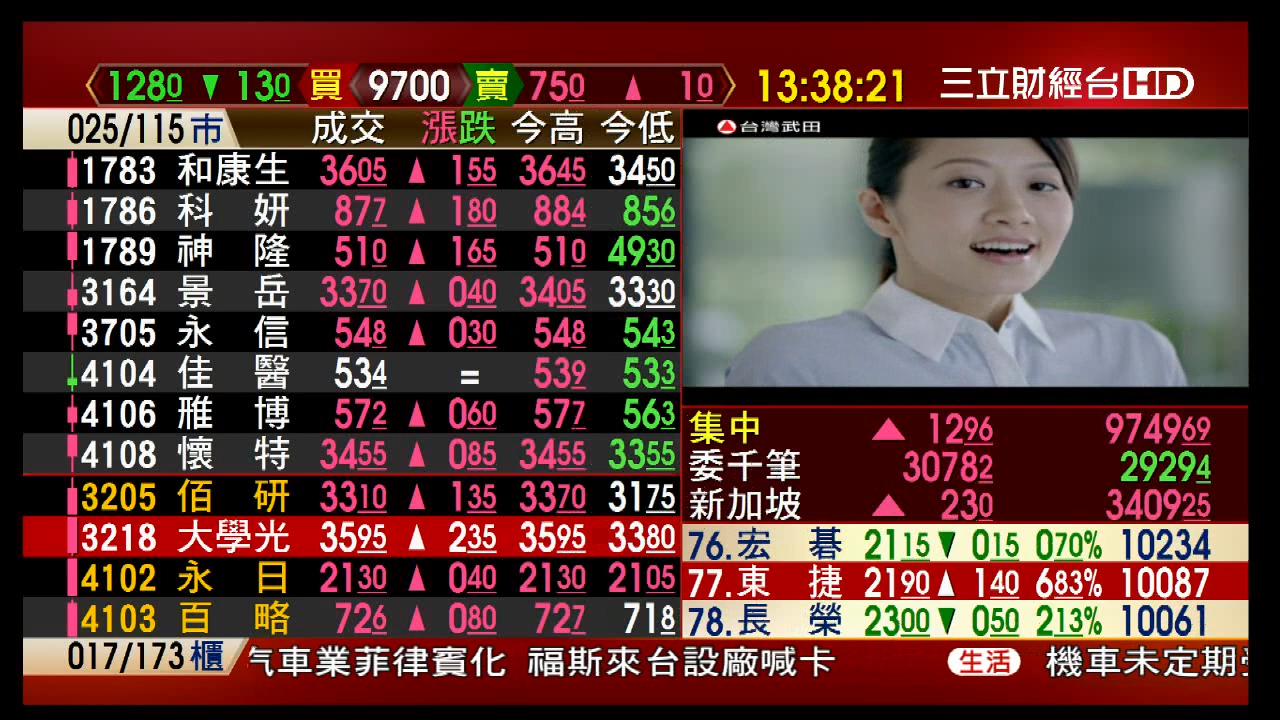 1280 ▼ 130 買 9700 賣 750 ▲ 10 13:38:21 三立財經台HD
025/115市 成交 漲跌 今高 今低
1783 和康生 3605 ▲ 155 3645 3450
1786 科妍 877 ▲ 180 884 856
1789 神隆 510 ▲ 165 510 4930
3164 景岳 3370 ▲ 040 3405 3330
3705 永信 548 ▲ 030 548 543
4104 佳醫 534 = 539 533
4106 雅博 572 ▲ 060 577 563
4108 懷特 3455 ▲ 085 3455 3355
3205 佰研 3310 ▲ 135 3370 3175
3218 大學光 3595 ▲ 235 3595 3380
4102 永日 2130 ▲ 040 2130 2105
4103 百略 726 ▲ 080 727 718
台灣武田
集中 ▲ 1296 974969
委千筆 30782 29294
新加坡 ▲ 230 340925
76.宏碁 2115 ▼ 015 070% 10234
77.東捷 2190 ▲ 140 683% 10087
78.長榮 2300 ▼ 050 213% 10061
017/173櫃 汽車業菲律賓化 福斯來台設廠喊卡 生活 機車未定期